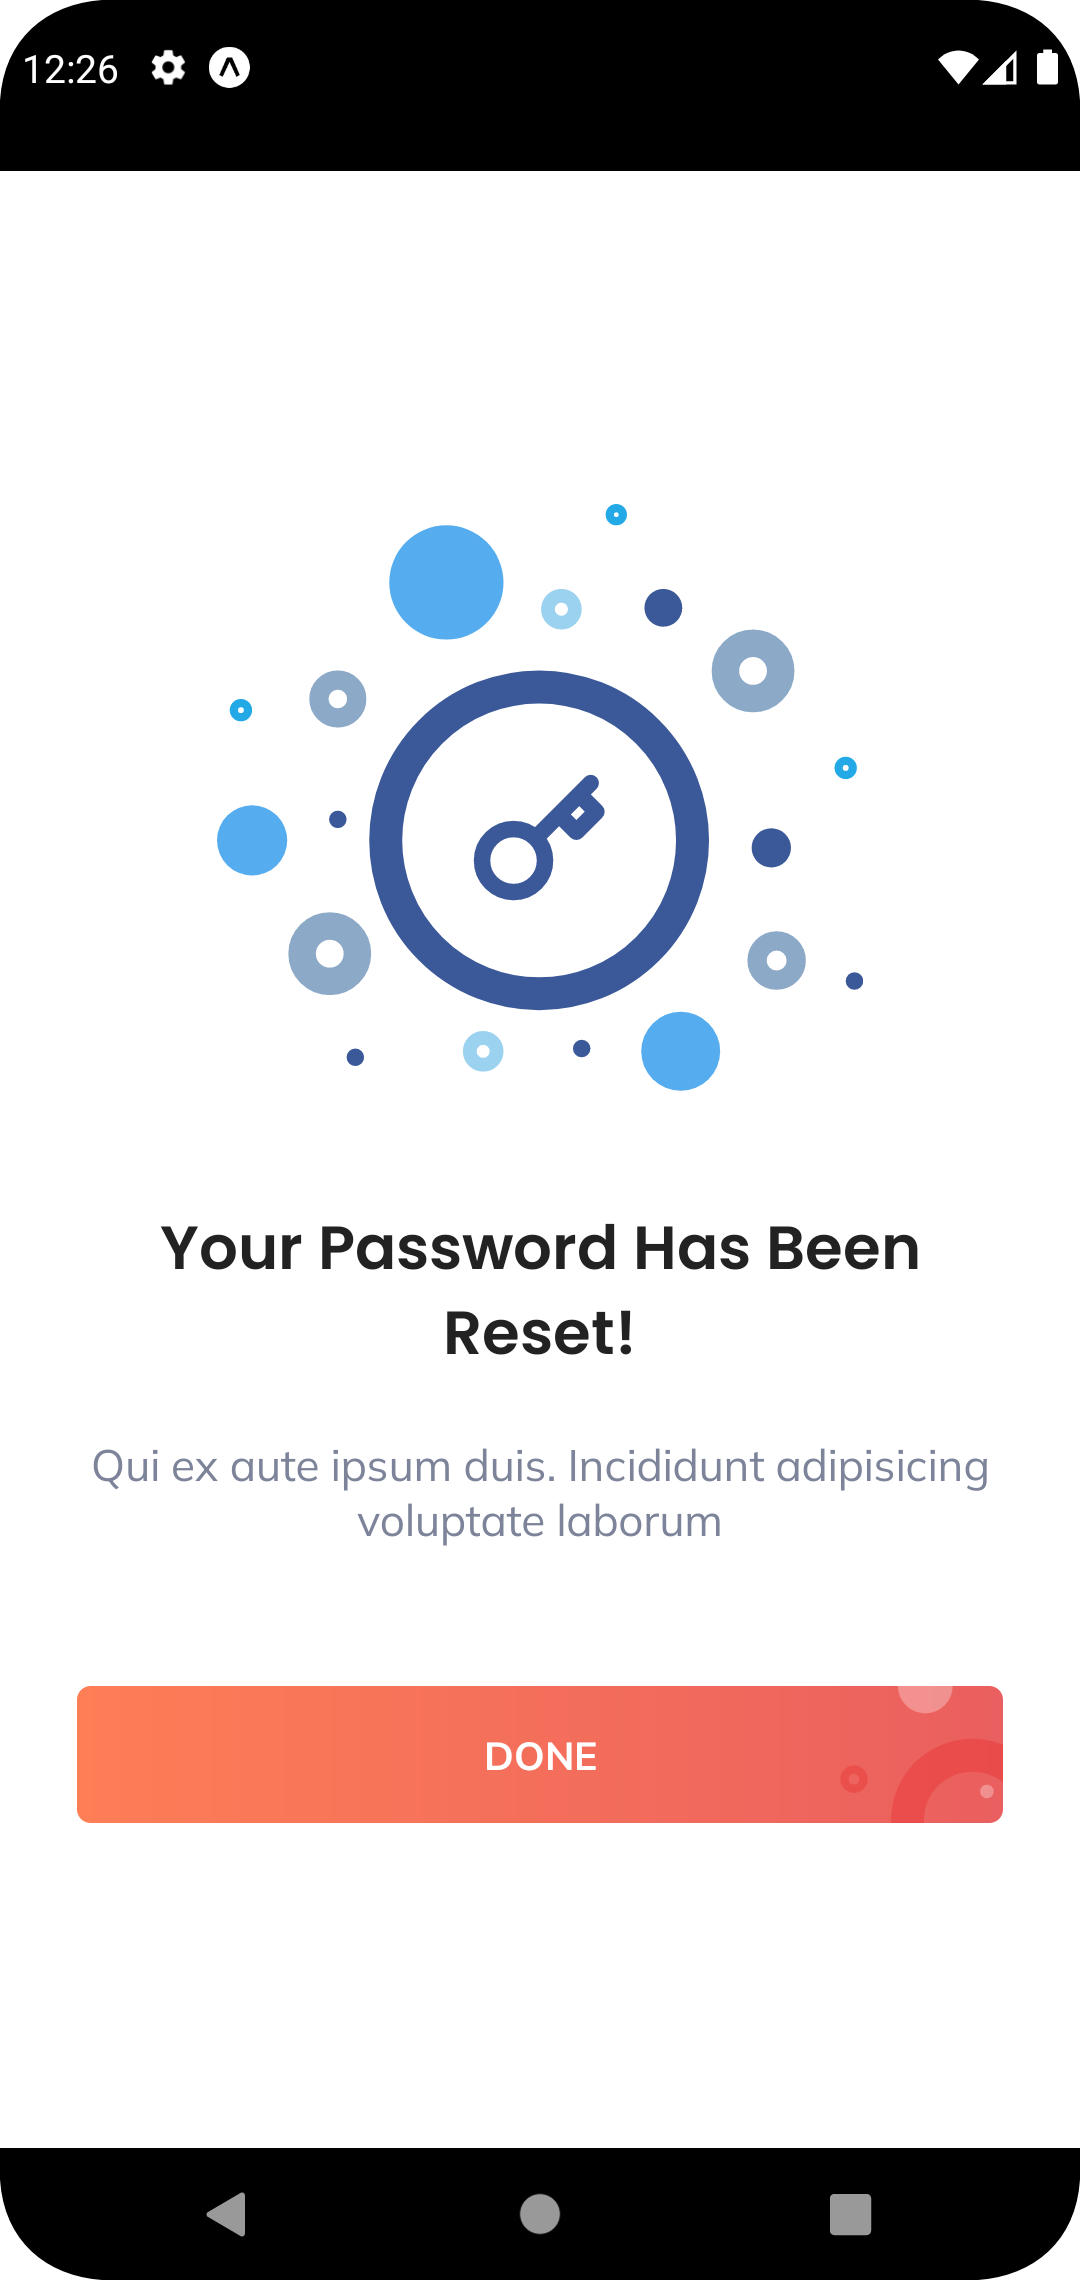 12:26
Your Password Has Been
Reset!
Qui ex aute ipsum duis. Incididunt adipisicing
voluptate laborum
DONE